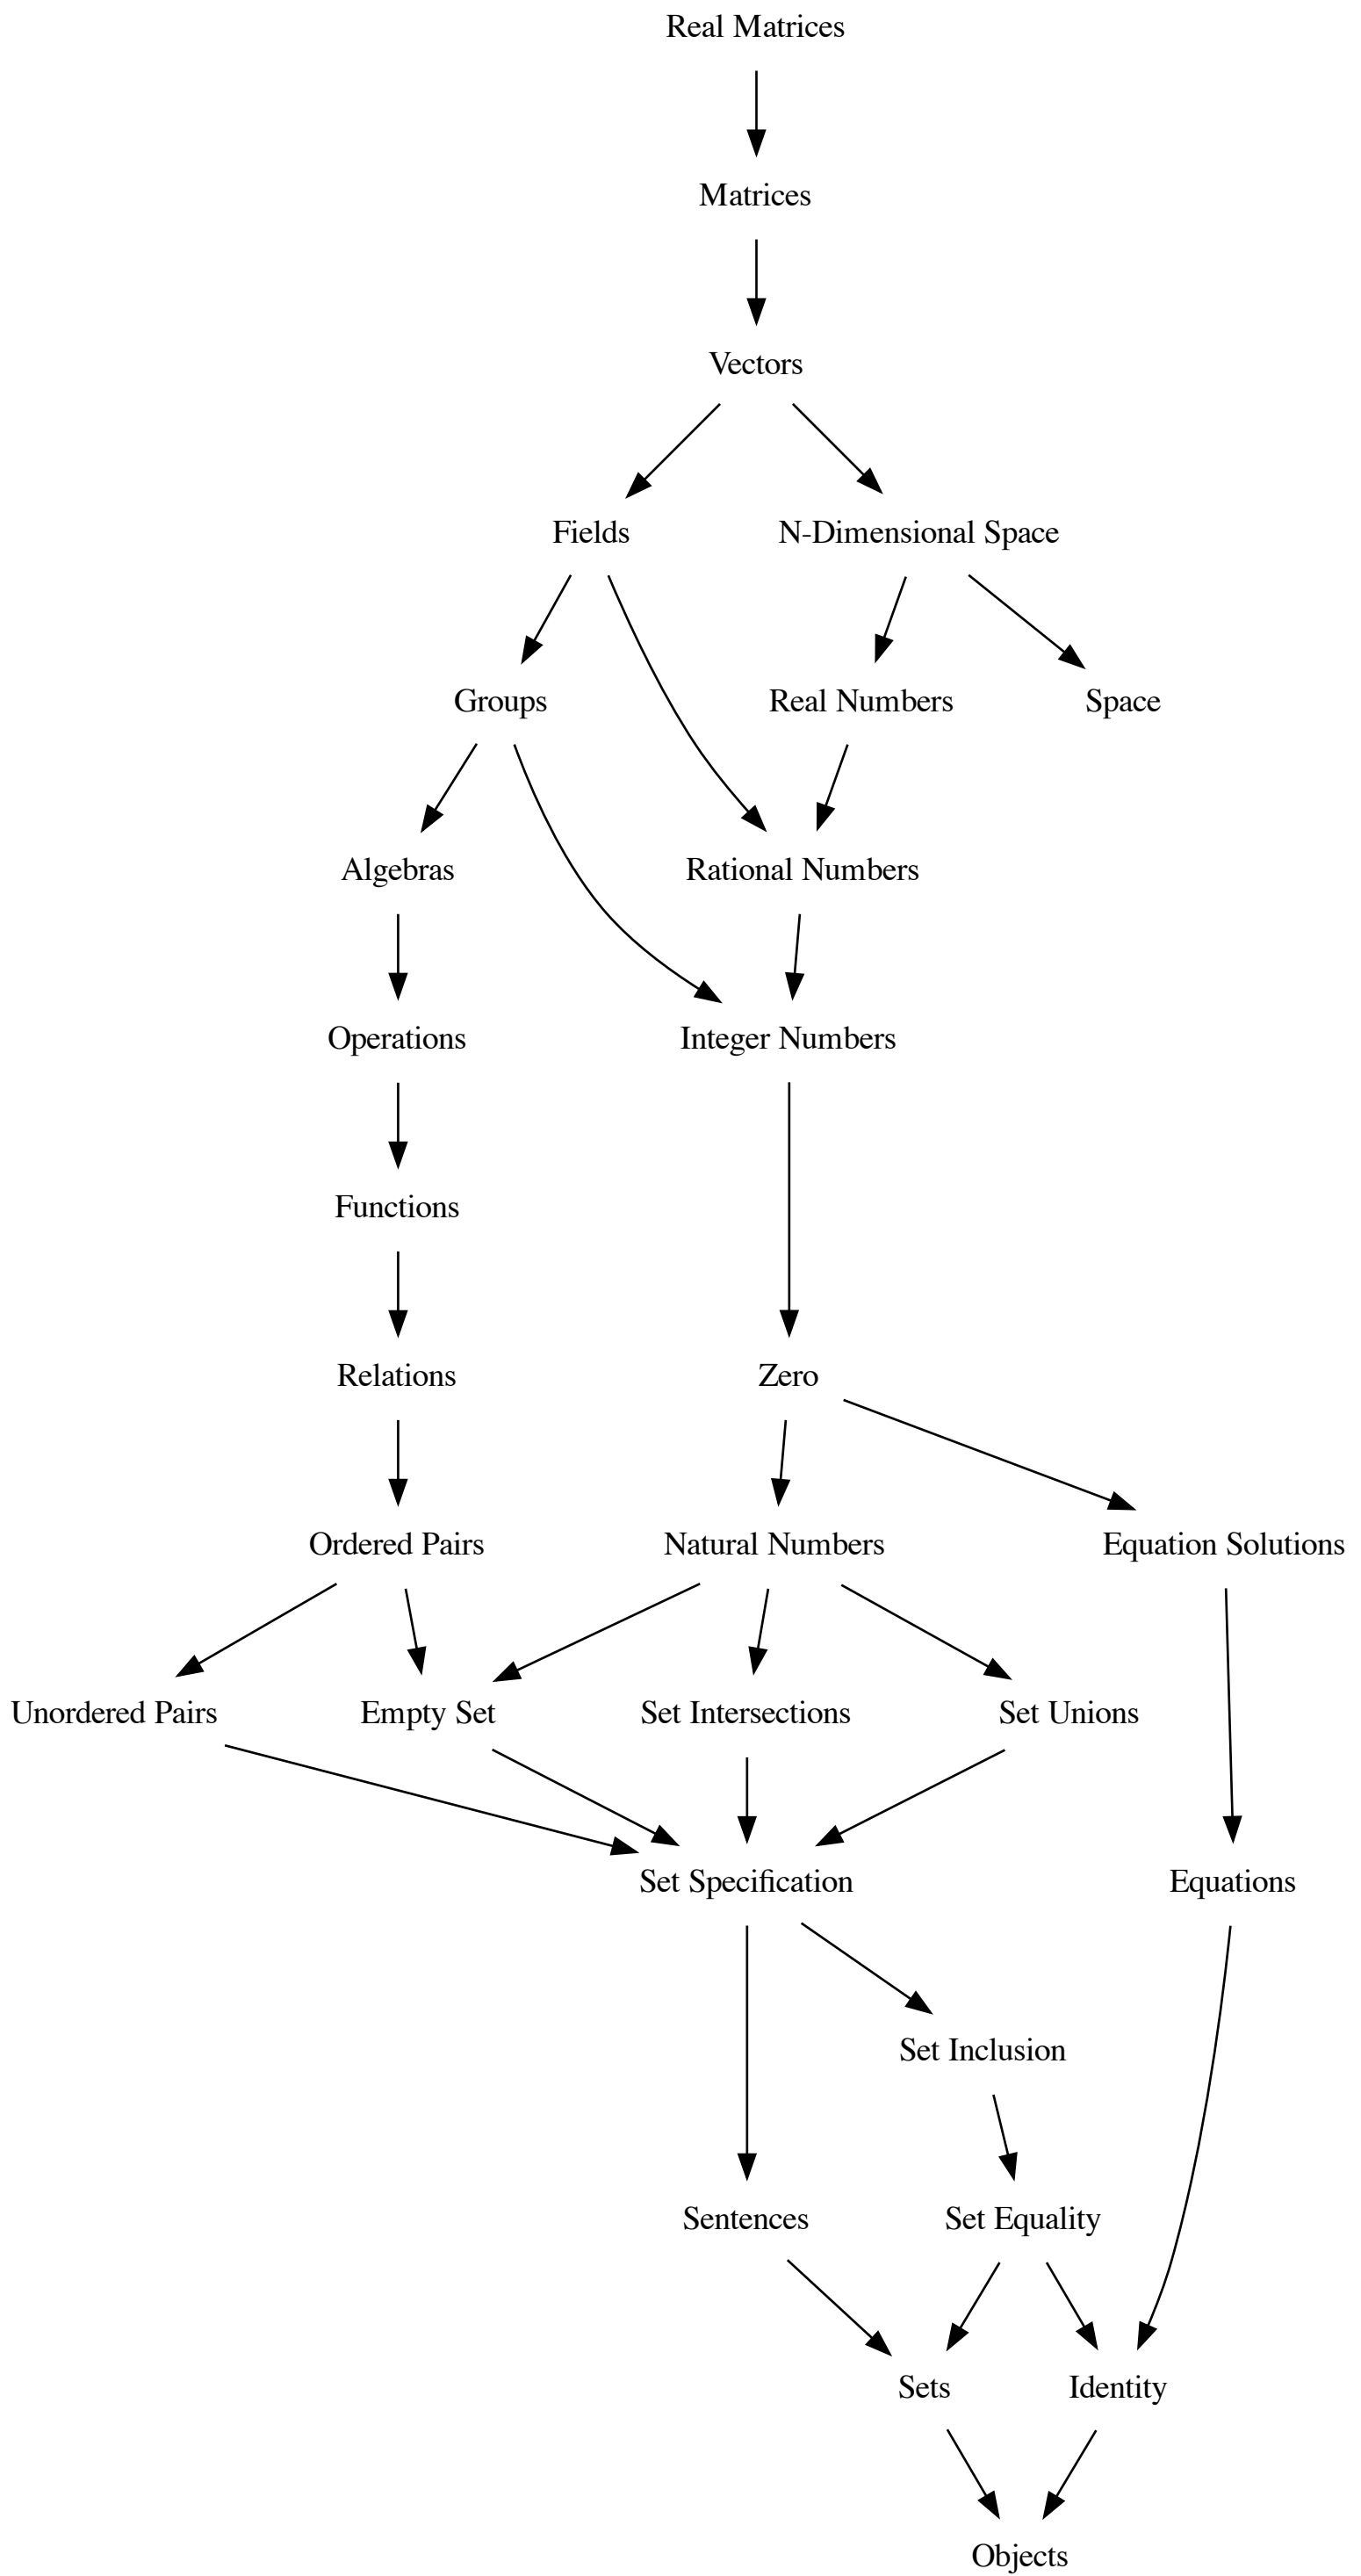 Real Matrices
Matrices
Vectors
Fields
N-Dimensional Space
Groups
Real Numbers
Space
Algebras
Rational Numbers
Operations
Integer Numbers
Functions
Relations
Zero
Ordered Pairs
Natural Numbers
Equation Solutions
Unordered Pairs
Empty Set
Set Intersections
Set Unions
Set Specification
Equations
Set Inclusion
Sentences
Set Equality
Sets
Identity
Objects